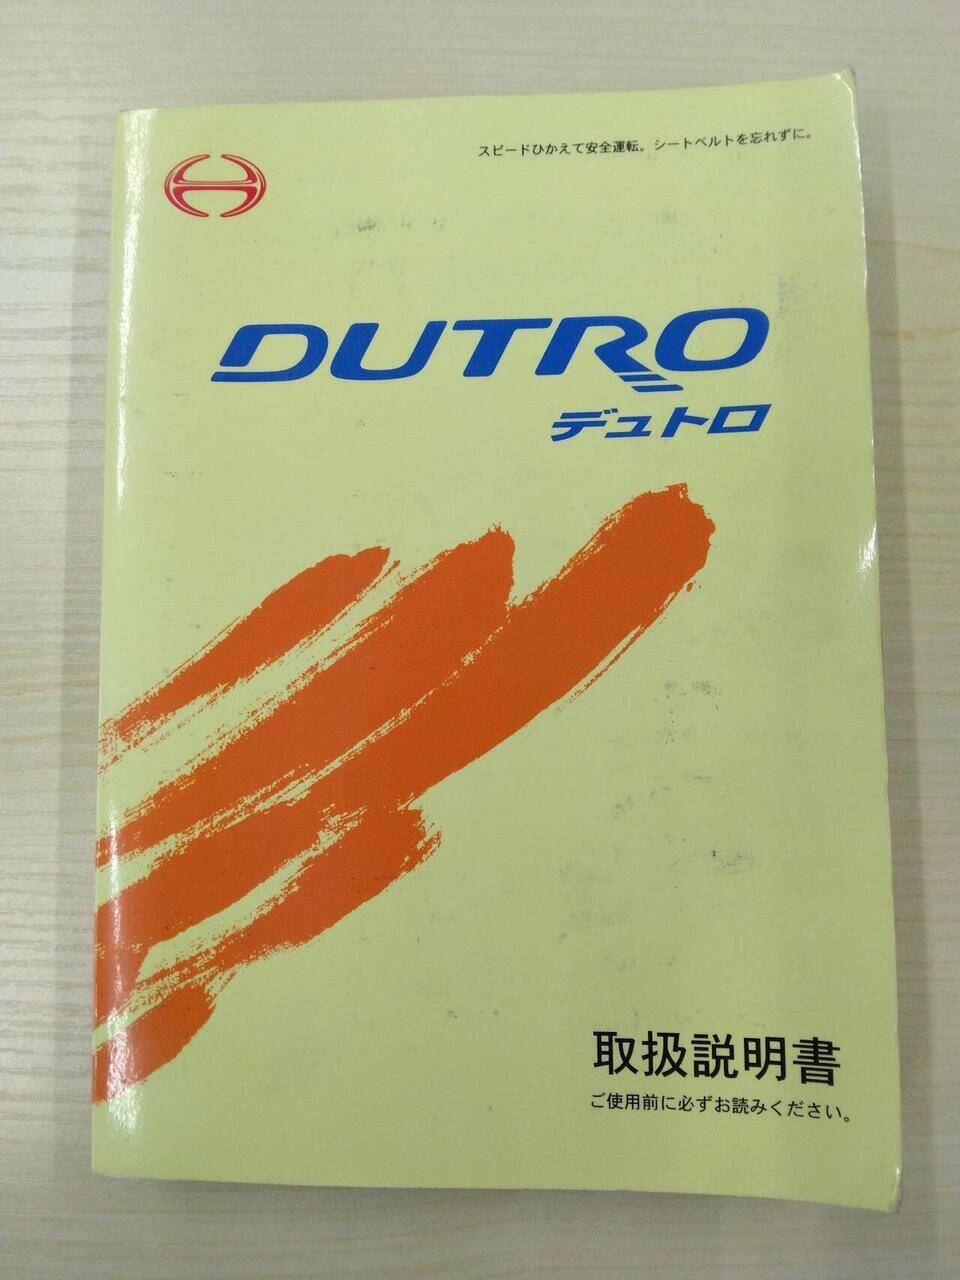 スピードひかえて安全運転。シートベルトを忘れずに。
DUTRO
デュトロ
取扱説明書
ご使用前に必ずお読みください。